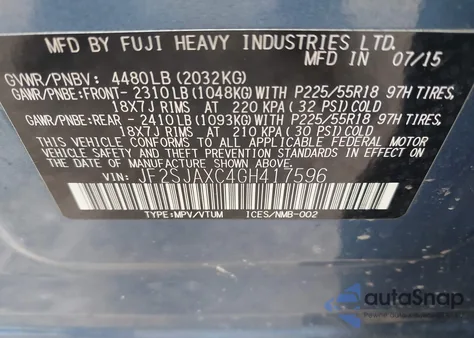 MFD BY FUJI HEAVY INDUSTRIES LTD.
MFD IN 07/15
GVWR/PNBV: 4480LB (2032KG)
GAWR/PNBE:FRONT-2310LB(1048KG)WITH P225/55R18 97H TIRES,
18X7J RIMS AT 220 KPA (32 PSI)COLD
GAWR/PNBE:REAR -2410LB(1093KG)WITH P225/55R18 97H TIRES,
18X7J RIMS AT 210 KPA (30 PSI)COLD
THIS VEHICLE CONFORMS TO ALL APPLICABLE FEDERAL MOTOR
VEHICLE SAFETY STANDARDS IN EFFECT ON THE DATE OF
MANUFACTURE SHOWN ABOVE.
VIN: JF2SJAXC4GH417596
TYPE:MPV/VTUM ICES/NMB-002
autoSnap